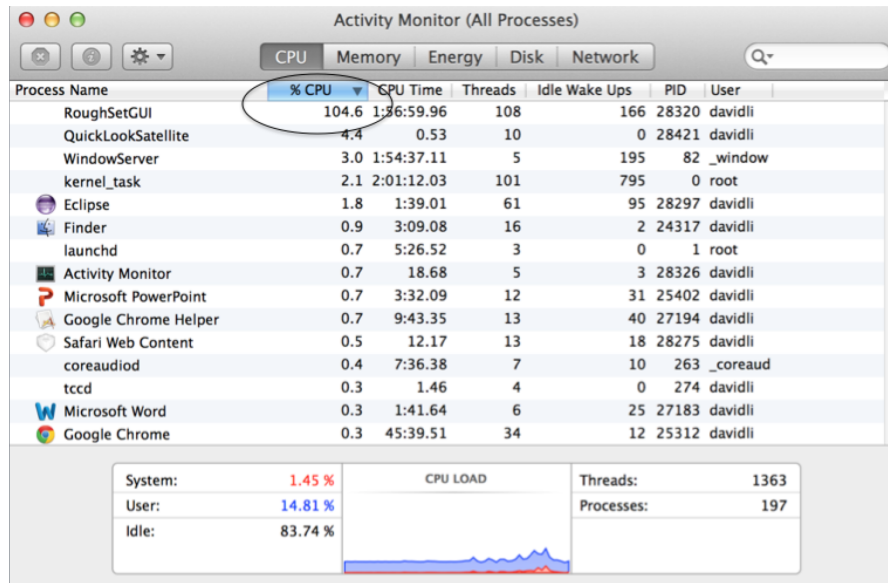 Activity Monitor (All Processes)
CPU Memory Energy Disk Network
Process Name % CPU CPU Time Threads Idle Wake Ups PID User
RoughSetGUI 104.6 1:56:59.96 108 166 28320 davidli
QuickLookSatellite 4.4 0.53 10 0 28421 davidli
WindowServer 3.0 1:54:37.11 5 195 82 _window
kernel_task 2.1 2:01:12.03 101 795 0 root
Eclipse 1.8 1:39.01 61 95 28297 davidli
Finder 0.9 3:09.08 16 2 24317 davidli
launchd 0.7 5:26.52 3 0 1 root
Activity Monitor 0.7 18.68 5 3 28326 davidli
Microsoft PowerPoint 0.7 3:32.09 12 31 25402 davidli
Google Chrome Helper 0.7 9:43.35 13 40 27194 davidli
Safari Web Content 0.5 12.17 13 18 28275 davidli
coreaudiod 0.4 7:36.38 7 10 263 _coreaud
tccd 0.3 1.46 4 0 274 davidli
Microsoft Word 0.3 1:41.64 6 25 27183 davidli
Google Chrome 0.3 45:39.51 34 12 25312 davidli
System: 1.45 % CPU LOAD Threads: 1363
User: 14.81 % Processes: 197
Idle: 83.74 %